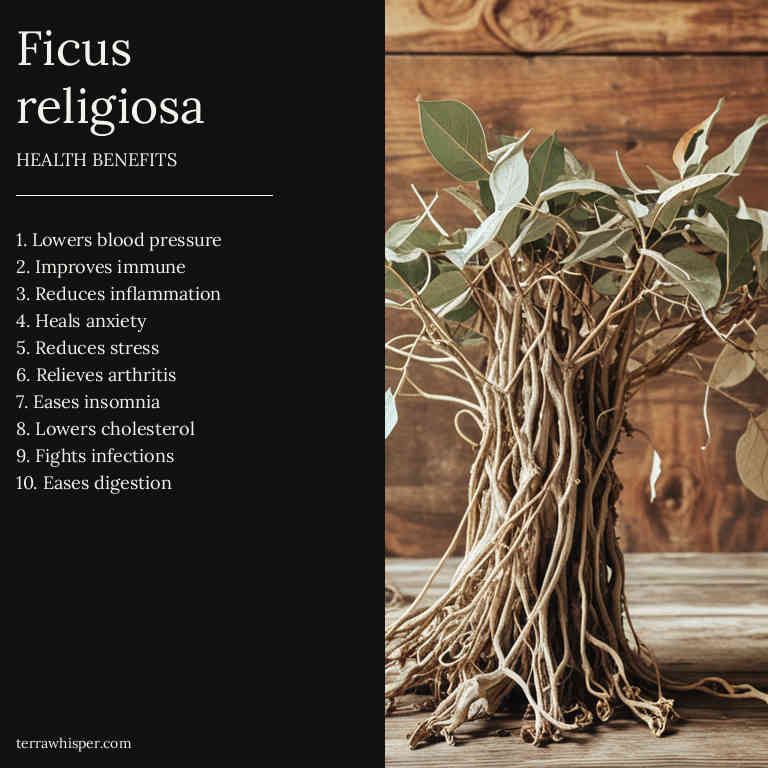 Ficus
religiosa
HEALTH BENEFITS
1. Lowers blood pressure
2. Improves immune
3. Reduces inflammation
4. Heals anxiety
5. Reduces stress
6. Relieves arthritis
7. Eases insomnia
8. Lowers cholesterol
9. Fights infections
10. Eases digestion
terrawhisper.com